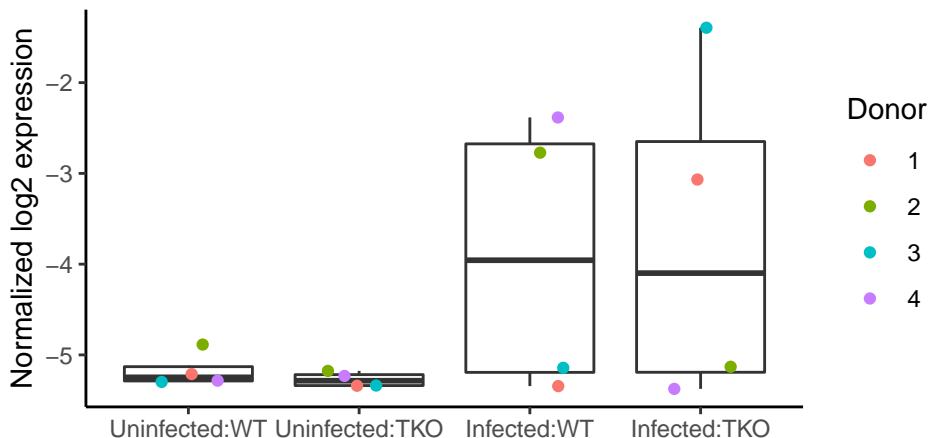 Normalized log2 expression
−2
−3
−4
−5
Uninfected:WT
Uninfected:TKO
Infected:WT
Infected:TKO
Donor
1
2
3
4